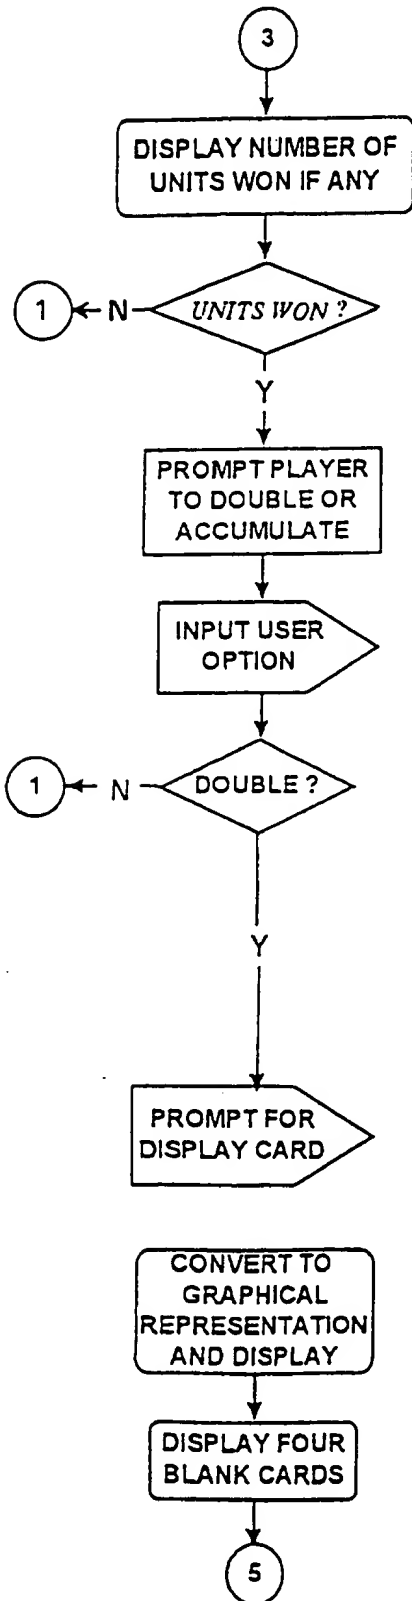 3
DISPLAY NUMBER OF
UNITS WON IF ANY
1
N
UNITS WON ?
Y
PROMPT PLAYER
TO DOUBLE OR
ACCUMULATE
INPUT USER
OPTION
1
N
DOUBLE ?
Y
PROMPT FOR
DISPLAY CARD
CONVERT TO
GRAPHICAL
REPRESENTATION
AND DISPLAY
DISPLAY FOUR
BLANK CARDS
5